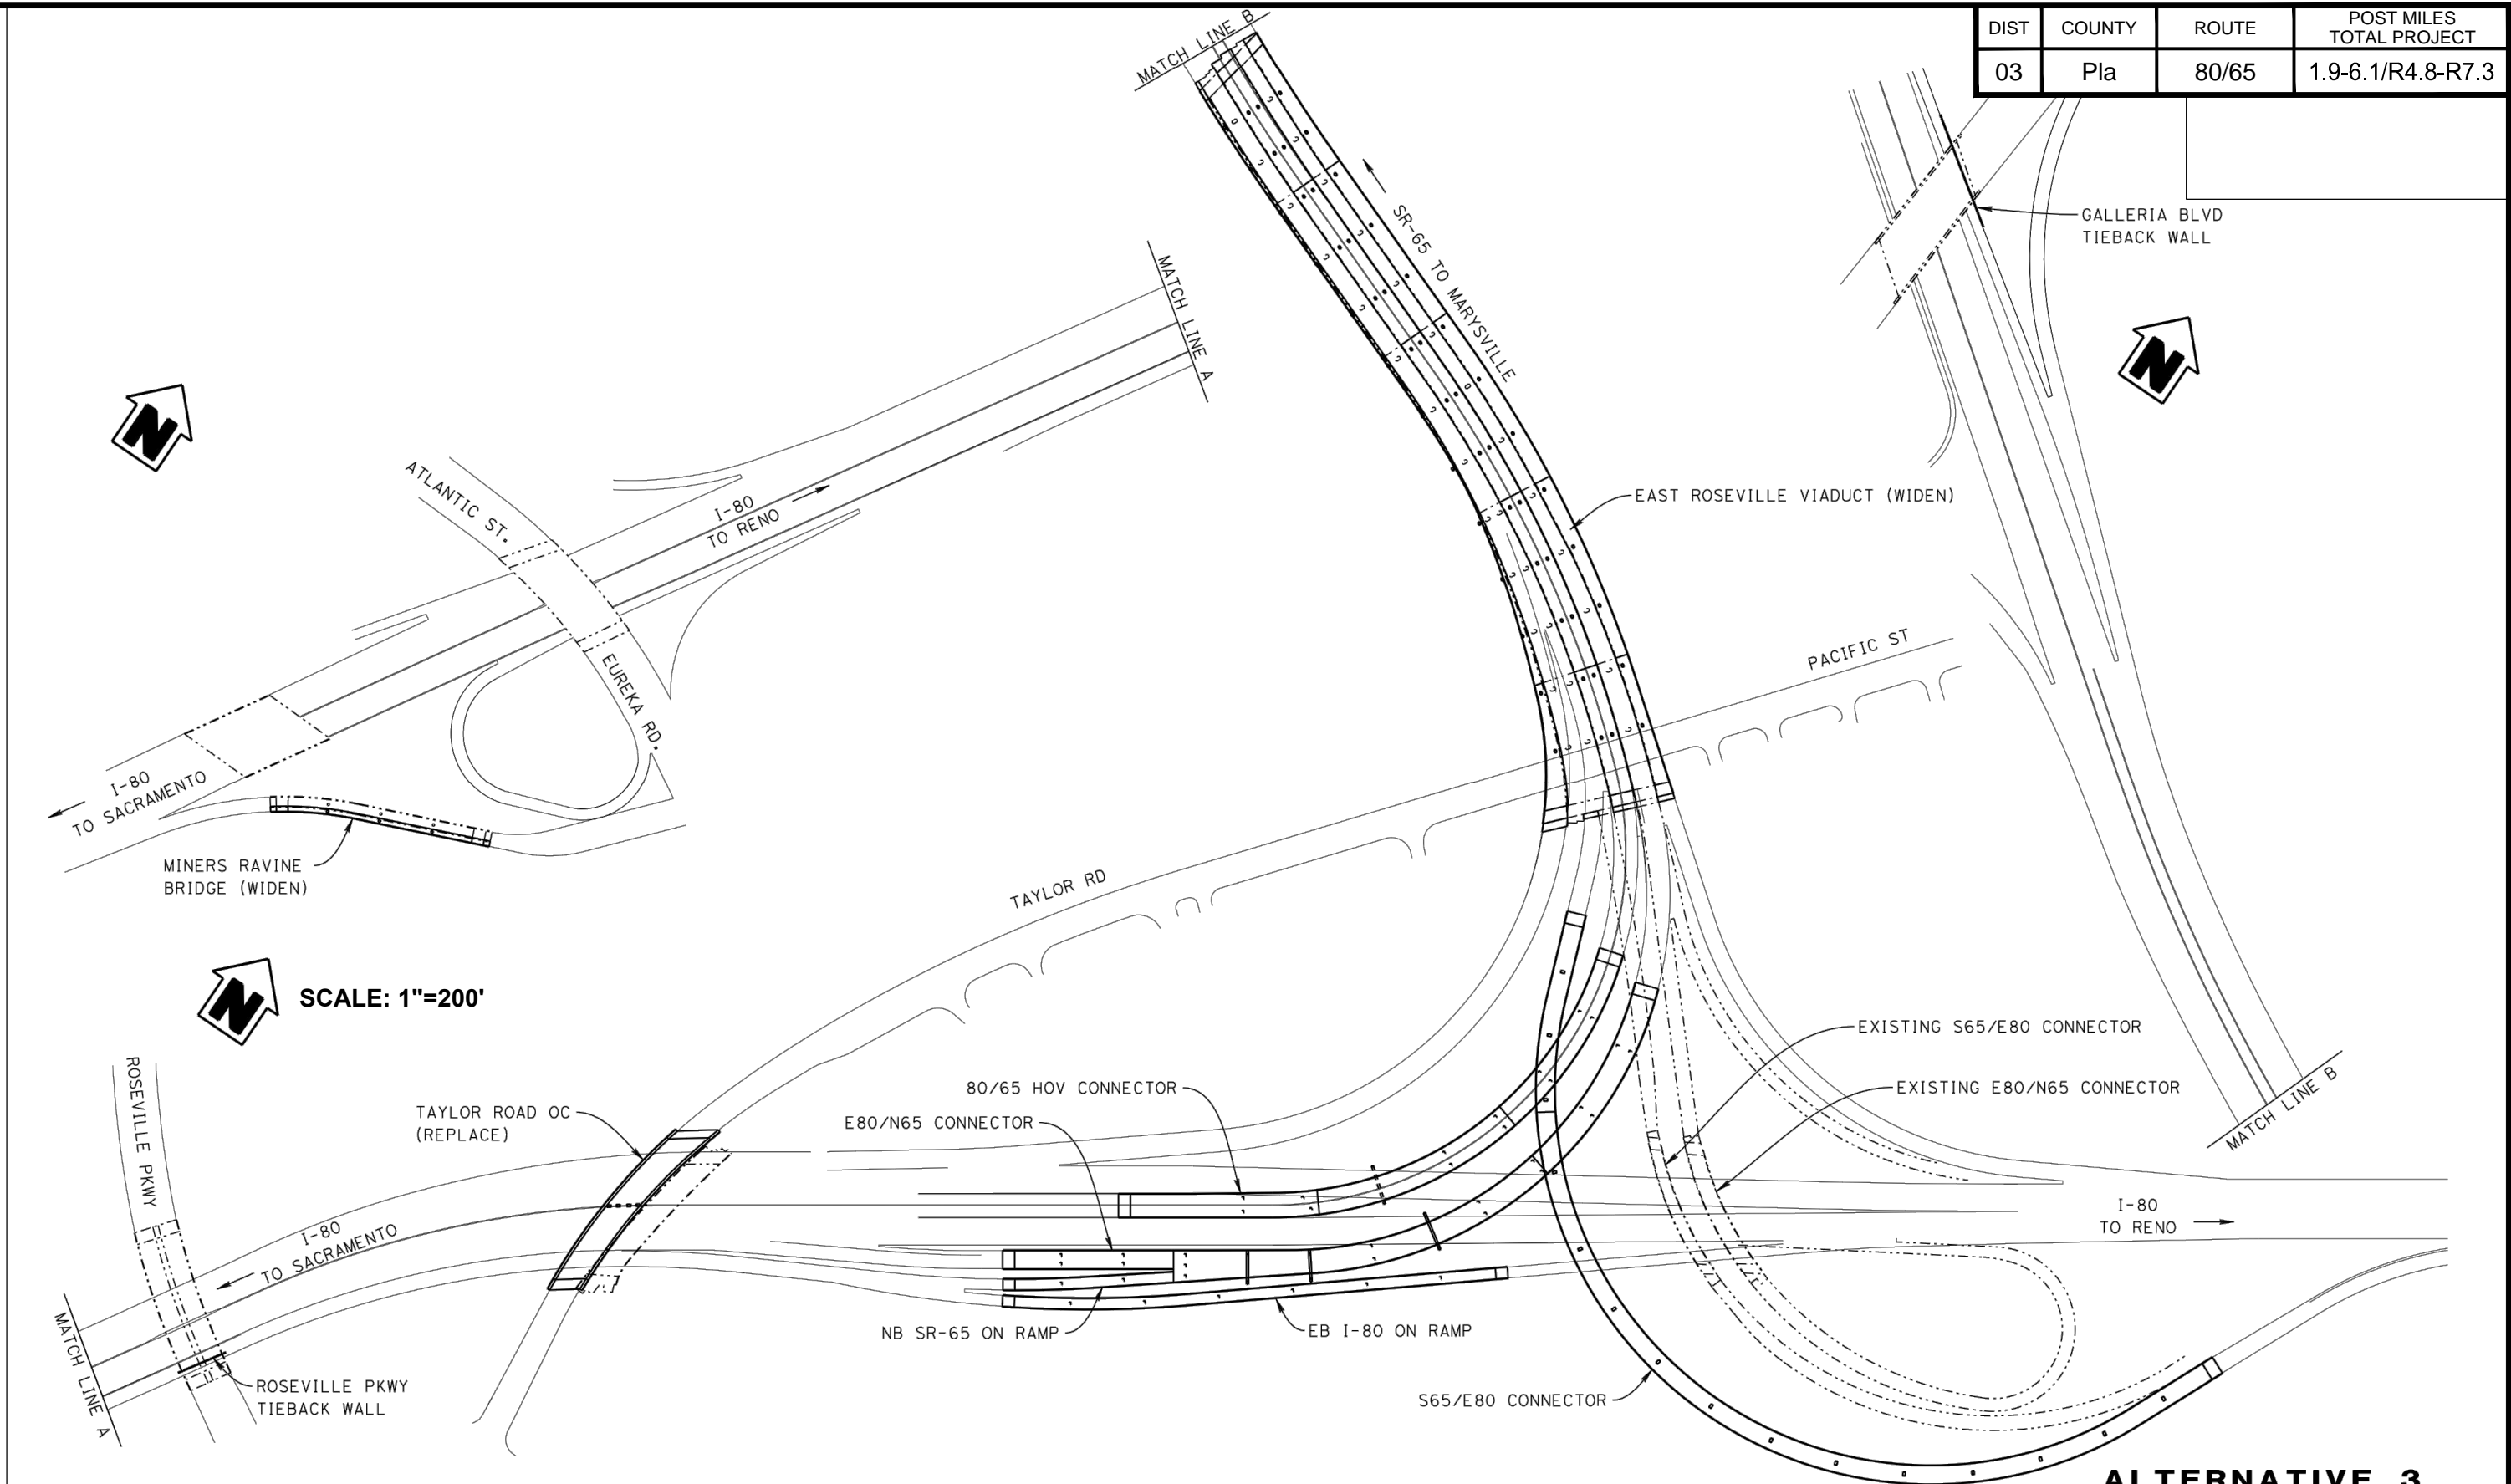 DIST COUNTY ROUTE POST MILES
TOTAL PROJECT
03 Pla 80/65 1.9-6.1/R4.8-R7.3
MATCH LINE B
SR-65 TO MARYSVILLE
GALLERIA BLVD
TIEBACK WALL
N
MATCH LINE A
N
ATLANTIC ST.
I-80
TO RENO
EAST ROSEVILLE VIADUCT (WIDEN)
EUREKA RD.
PACIFIC ST
I-80
TO SACRAMENTO
MINERS RAVINE
BRIDGE (WIDEN)
TAYLOR RD
N
SCALE: 1"=200'
EXISTING S65/E80 CONNECTOR
EXISTING E80/N65 CONNECTOR
MATCH LINE B
ROSEVILLE PKWY
80/65 HOV CONNECTOR
TAYLOR ROAD OC
(REPLACE)
E80/N65 CONNECTOR
I-80
TO RENO
I-80
TO SACRAMENTO
NB SR-65 ON RAMP
EB I-80 ON RAMP
MATCH LINE A
ROSEVILLE PKWY
TIEBACK WALL
S65/E80 CONNECTOR
ALTERNATIVE 3